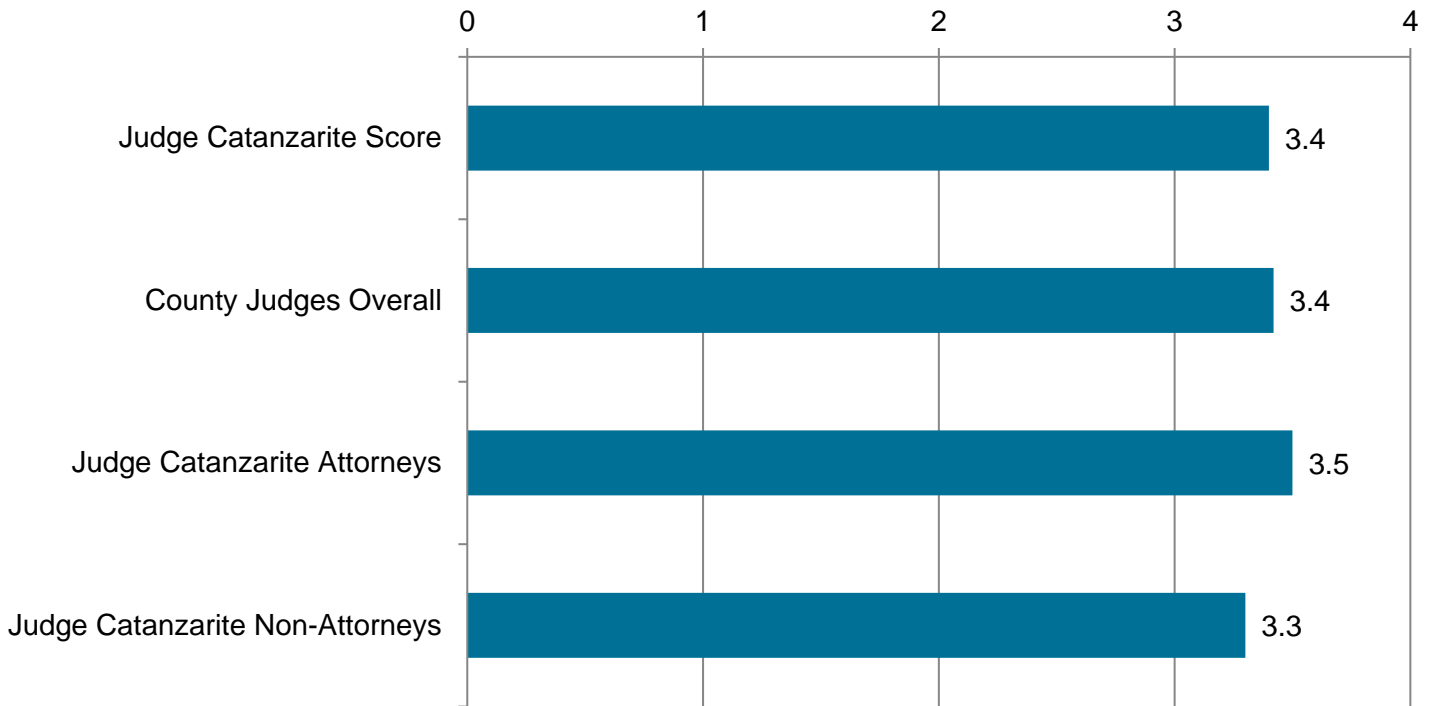 0 1 2 3 4
Judge Catanzarite Score 3.4
County Judges Overall 3.4
Judge Catanzarite Attorneys 3.5
Judge Catanzarite Non-Attorneys 3.3